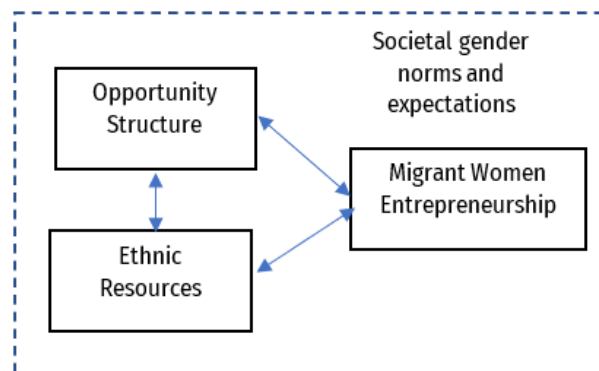 Societal gender
norms and
expectations
Opportunity
Structure
Migrant Women
Entrepreneurship
Ethnic
Resources